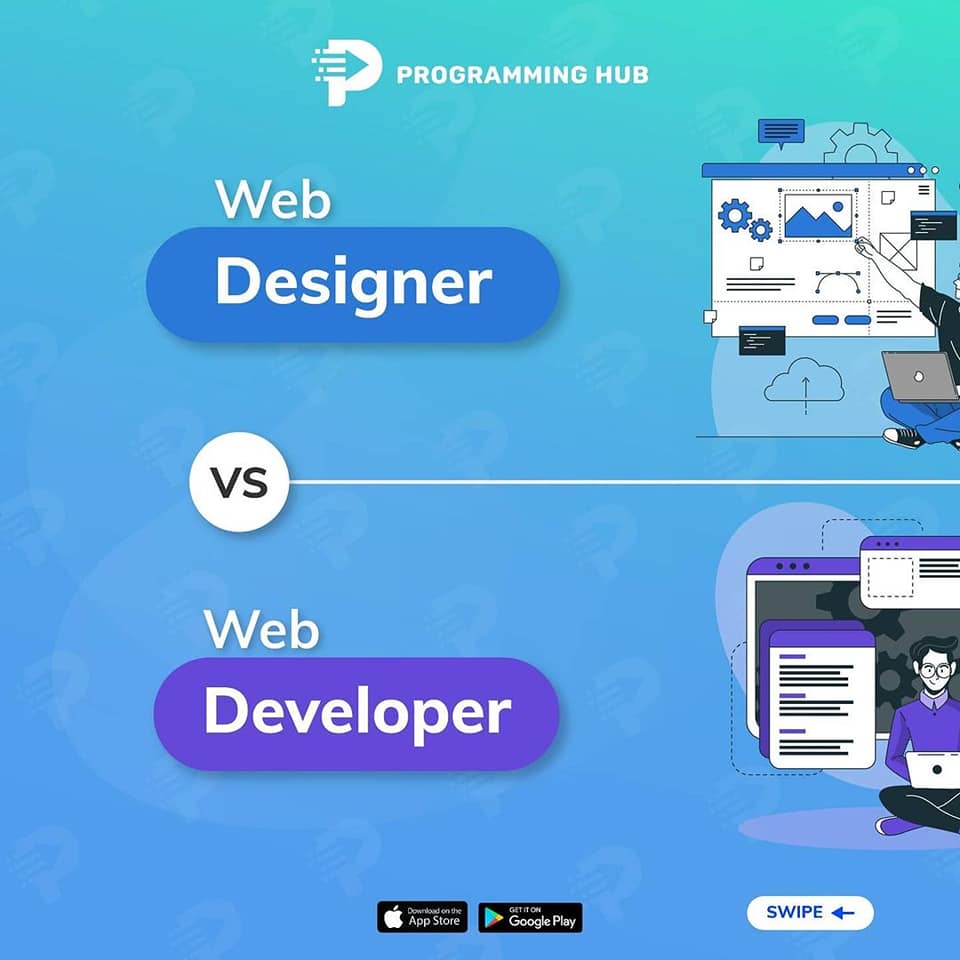 PROGRAMMING HUB
Web
Designer
VS
Web
Developer
Download on the
App Store
GET IT ON
Google Play
SWIPE